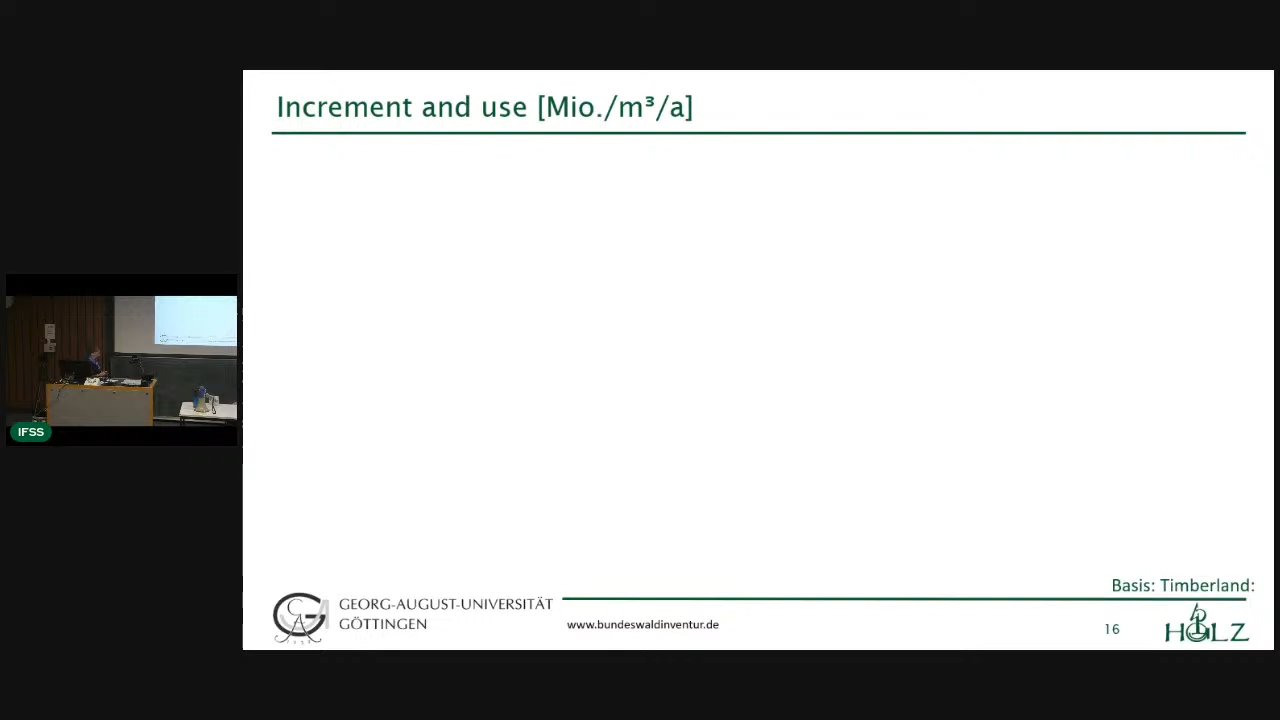 Increment and use [Mio./m³/a]
IFSS
Basis: Timberland:
GEORG-AUGUST-UNIVERSITÄT
GÖTTINGEN
www.bundeswaldinventur.de
16
HOLZ